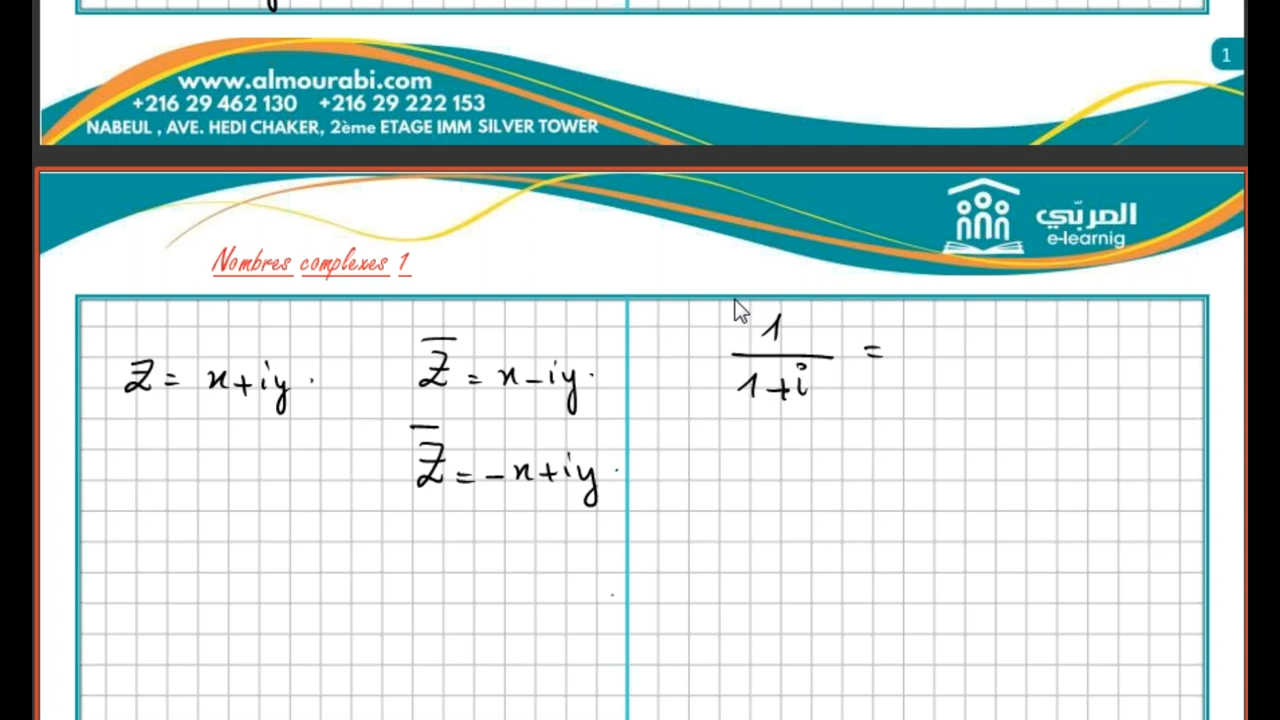 www.almourabi.com
+216 29 462 130 +216 29 222 153
NABEUL , AVE. HEDI CHAKER, 2ème ETAGE IMM SILVER TOWER
1
المربّي
e-learnig
Nombres complexes 1
Z = x+iy.
Z̅ = x-iy.
Z̅ = -x+iy.
1/(1+i) =